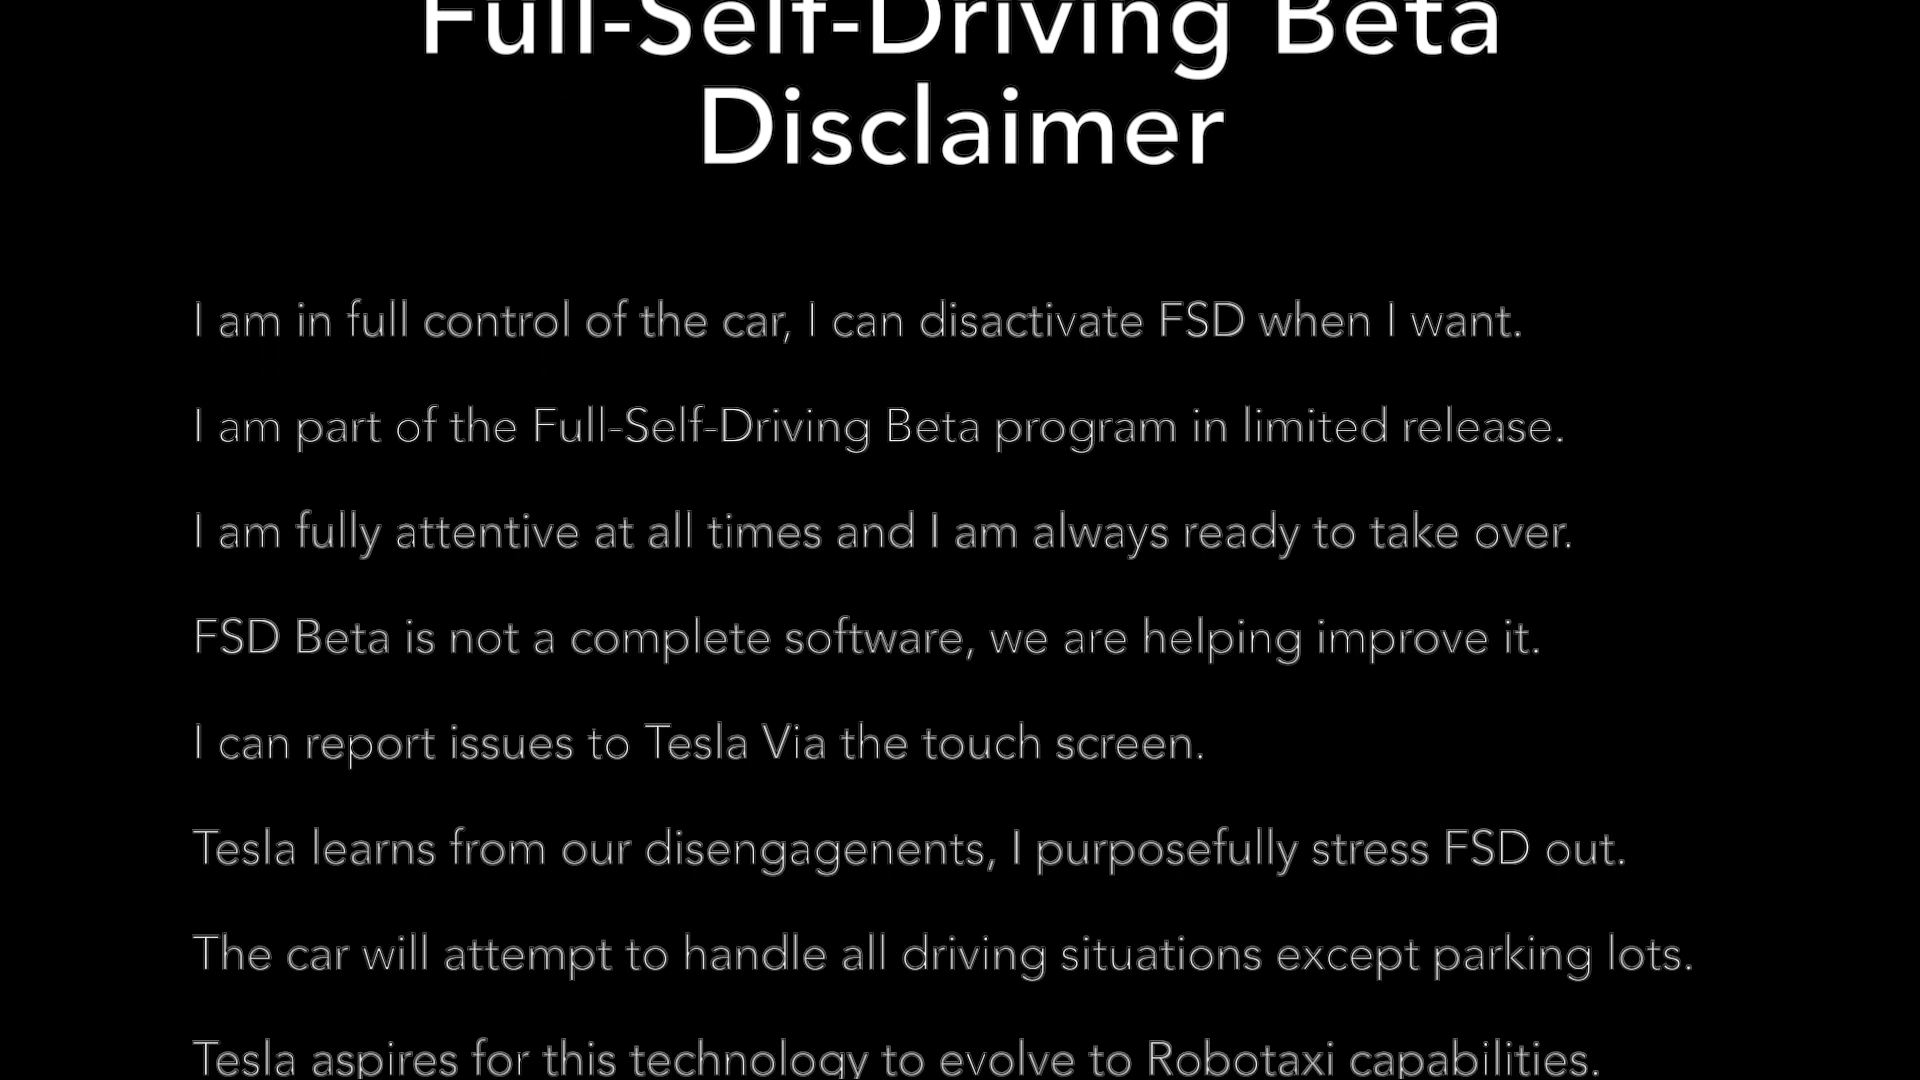 Full-Self-Driving Beta
Disclaimer
I am in full control of the car, I can disactivate FSD when I want.
I am part of the Full-Self-Driving Beta program in limited release.
I am fully attentive at all times and I am always ready to take over.
FSD Beta is not a complete software, we are helping improve it.
I can report issues to Tesla Via the touch screen.
Tesla learns from our disengagenents, I purposefully stress FSD out.
The car will attempt to handle all driving situations except parking lots.
Tesla aspires for this technology to evolve to Robotaxi capabilities.